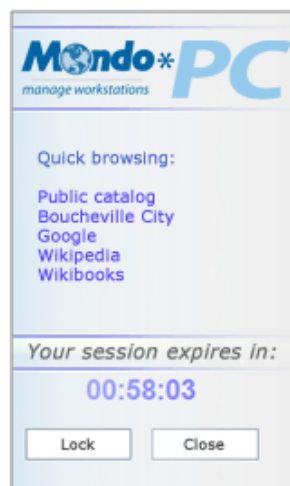 Mondo*PC
manage workstations
Quick browsing:
Public catalog
Boucheville City
Google
Wikipedia
Wikibooks
Your session expires in:
00:58:03
Lock
Close